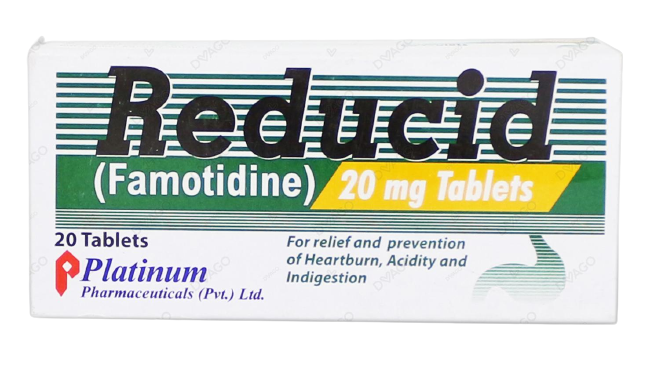 Reducid
(Famotidine) 20 mg Tablets
20 Tablets
Platinum
Pharmaceuticals (Pvt.) Ltd.
For relief and prevention
of Heartburn, Acidity and
Indigestion
DVAGO